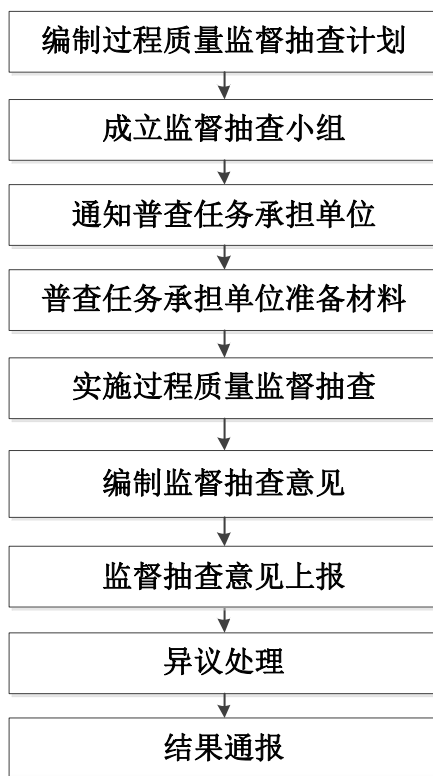 编制过程质量监督抽查计划
成立监督抽查小组
通知普查任务承担单位
普查任务承担单位准备材料
实施过程质量监督抽查
编制监督抽查意见
监督抽查意见上报
异议处理
结果通报